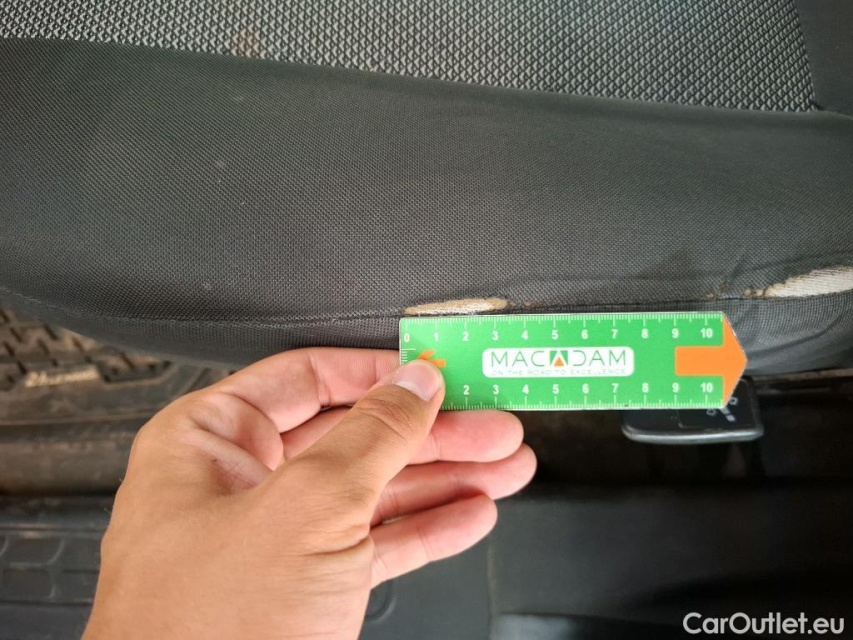 0 1 2 3 4 5 6 7 8 9 10
MACADAM
ON THE ROAD TO EXCELLENCE
2 3 4 5 6 7 8 9 10
CarOutlet.eu